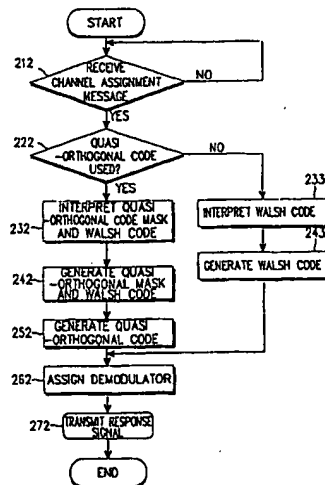 START
212
RECEIVE
CHANNEL ASSIGNMENT
MESSAGE
NO
YES
222
QUASI
-ORTHOGONAL CODE
USED?
NO
YES
232
INTERPRET QUASI
-ORTHOGONAL CODE MASK
AND WALSH CODE
233
INTERPRET WALSH CODE
242
GENERATE QUASI
-ORTHOGONAL MASK
AND WALSH CODE
243
GENERATE WALSH CODE
252
GENERATE QUASI
-ORTHOGONAL CODE
262
ASSIGN DEMODULATOR
272
TRANSMIT RESPONSE
SIGNAL
END